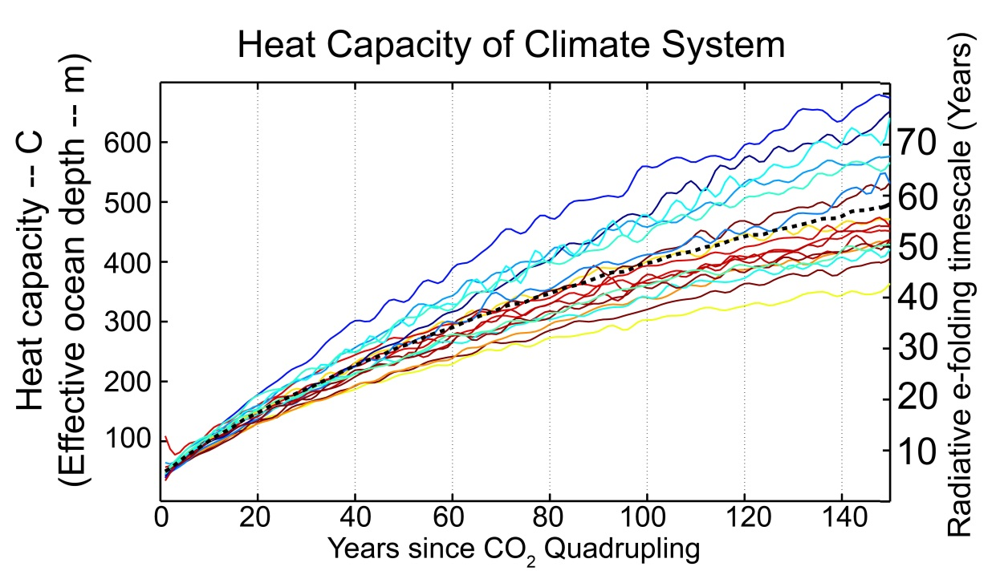 Heat Capacity of Climate System
Heat capacity -- C
(Effective ocean depth -- m)
600
500
400
300
200
100
70
60
50
40
30
20
10
Radiative e-folding timescale (Years)
0 20 40 60 80 100 120 140
Years since CO₂ Quadrupling